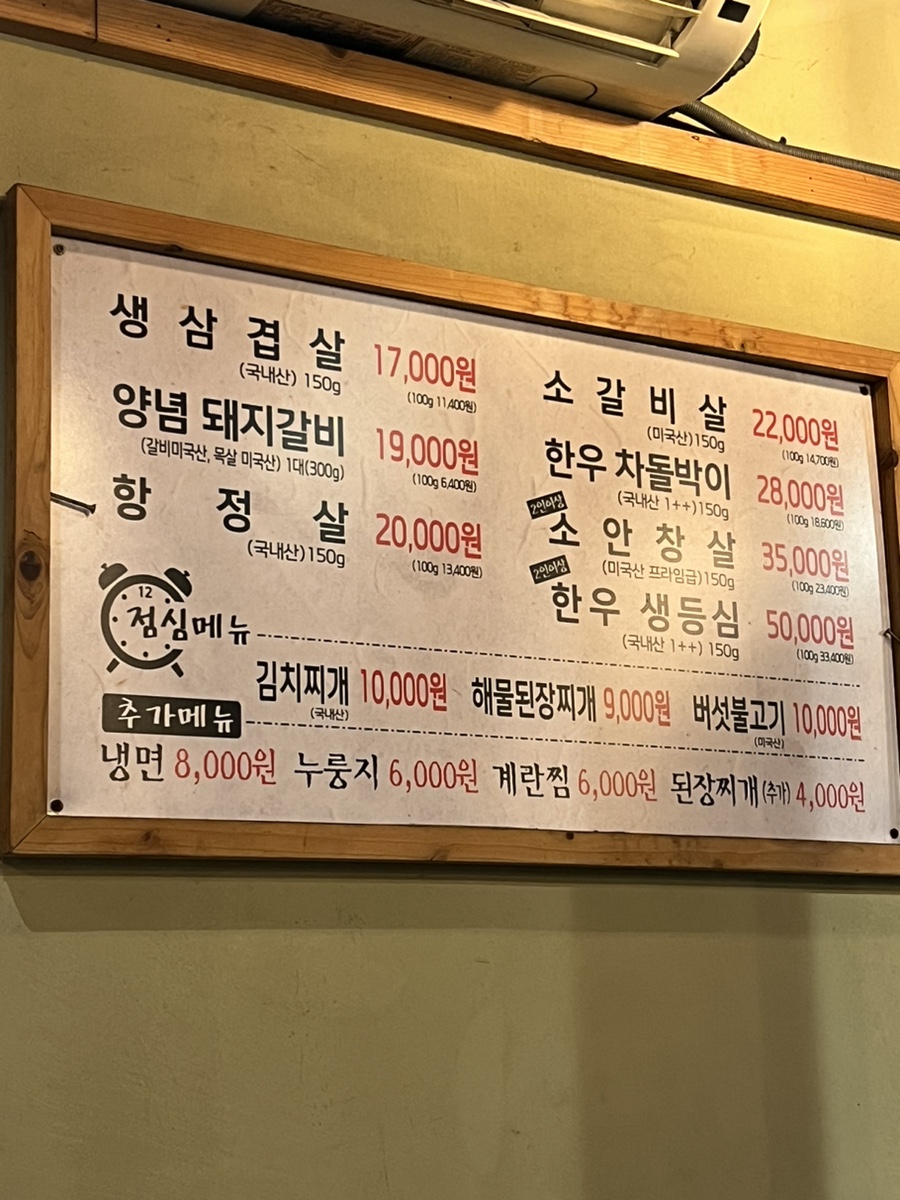 생 삼 겹 살 17,000원
(국내산) 150g (100g 11,400원)
양념 돼지갈비 19,000원
(갈비미국산, 목살 미국산) 1대(300g) (100g 6,400원)
항 정 살 20,000원
(국내산)150g (100g 13,400원)
소 갈 비 살 22,000원
(미국산)150g (100g 14,700원)
한우 차돌박이 28,000원
(국내산 1++)150g (100g 18,600원)
2인이상
소 안 창 살 35,000원
(미국산 프라임급)150g (100g 23,400원)
2인이상
한우 생등심 50,000원
(국내산 1++) 150g (100g 33,400원)
12
점심메뉴
김치찌개 10,000원 해물된장찌개 9,000원 버섯불고기 10,000원
(국내산) (미국산)
추가메뉴
냉면 8,000원 누룽지 6,000원 계란찜 6,000원 된장찌개(추가) 4,000원